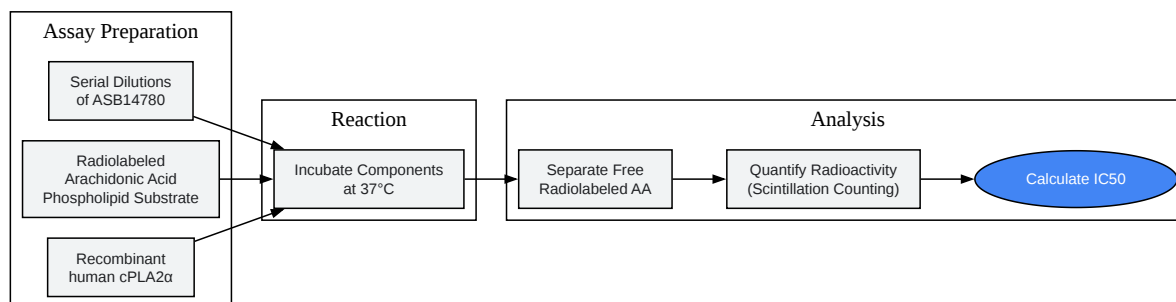 Assay Preparation
Serial Dilutions
of ASB14780
Radiolabeled
Arachidonic Acid
Phospholipid Substrate
Recombinant
human cPLA2α
Reaction
Incubate Components
at 37°C
Analysis
Separate Free
Radiolabeled AA
Quantify Radioactivity
(Scintillation Counting)
Calculate IC50